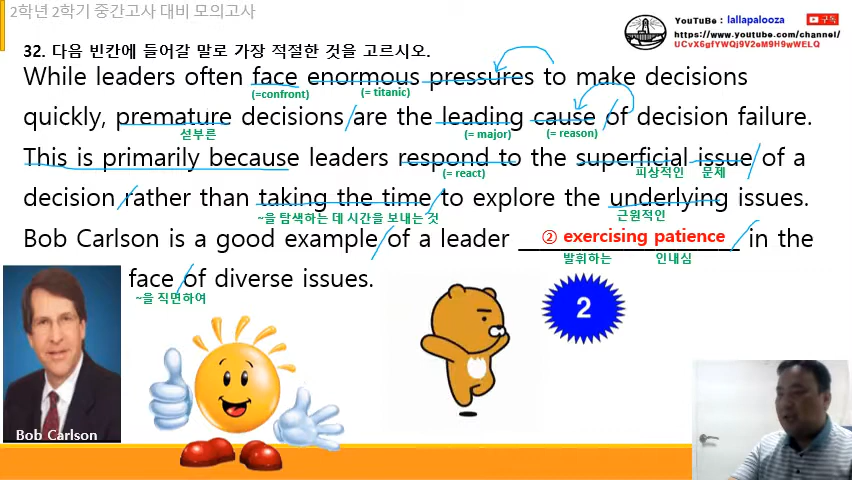 2학년 2학기 중간고사 대비 모의고사
YouTuBe : lallapalooza 구독
https://www.youtube.com/channel/
UCvX6gfYWQj9V2eM9H9wWELQ
32. 다음 빈칸에 들어갈 말로 가장 적절한 것을 고르시오.
While leaders often face enormous pressures to make decisions
(=confront) (= titanic)
quickly, premature decisions are the leading cause of decision failure.
섣부른 (= major) (= reason)
This is primarily because leaders respond to the superficial issue of a
(= react) 피상적인 문제
decision rather than taking the time to explore the underlying issues.
~을 탐색하는 데 시간을 보내는 것 근원적인
Bob Carlson is a good example of a leader ② exercising patience in the
발휘하는 인내심
face of diverse issues.
~을 직면하여
2
Bob Carlson